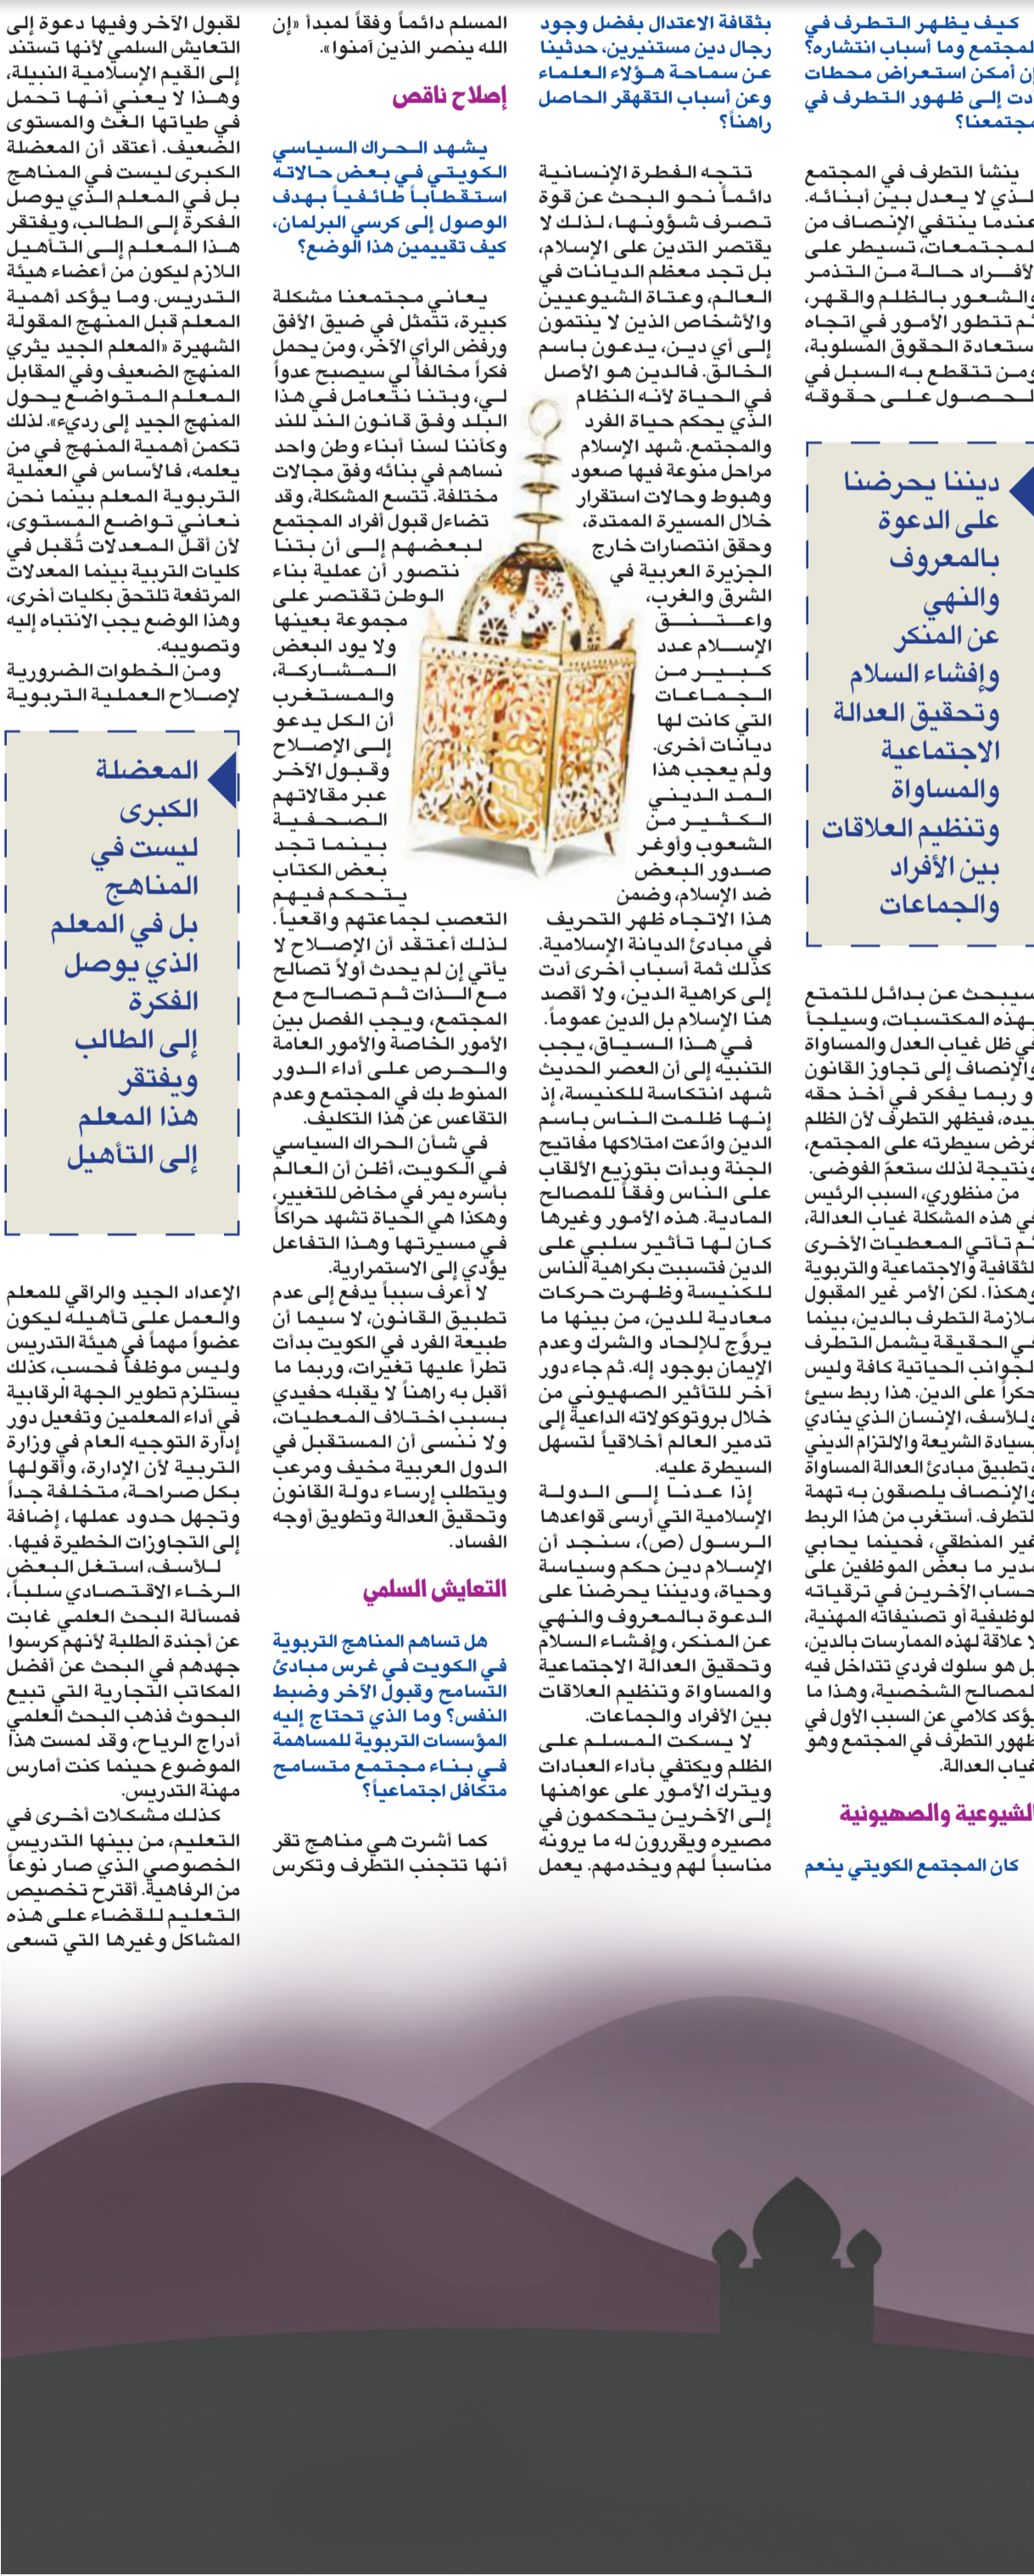 كيف يظهر التطرف في
لمجتمع وما أسباب انتشاره؟
إن أمكن استعراض محطات
دت إلى ظهور التطرف في
مجتمعنا؟
ينشأ التطرف في المجتمع
لذي لا يعدل بين أبنائه.
عندما ينتفي الإنصاف من
لمجتمعات، تسيطر على
لأفراد حالة من التذمر
والشعور بالظلم والقهر،
ثم تتطور الأمور في اتجاه
ستعادة الحقوق المسلوبة،
ومن تتقطع به السبل في
لحصول على حقوقه
ديننا يحرضنا
على الدعوة
بالمعروف
والنهي
عن المنكر
وإفشاء السلام
وتحقيق العدالة
الاجتماعية
والمساواة
وتنظيم العلاقات
بين الأفراد
والجماعات
سيبحث عن بدائل للتمتع
بهذه المكتسبات، وسيلجأ
في ظل غياب العدل والمساواة
والإنصاف إلى تجاوز القانون
و ربما يفكر في أخذ حقه
بيده، فيظهر التطرف لأن الظلم
فرض سيطرته على المجتمع،
ونتيجة لذلك ستعمّ الفوضى.
من منظوري، السبب الرئيس
في هذه المشكلة غياب العدالة،
ثم تأتي المعطيات الأخرى
لثقافية والاجتماعية والتربوية
وهكذا. لكن الأمر غير المقبول
ملازمة التطرف بالدين، بينما
في الحقيقة يشمل التطرف
لجوانب الحياتية كافة وليس
حكراً على الدين. هذا ربط سيئ
وللأسف، الإنسان الذي ينادي
بسيادة الشريعة والالتزام الديني
وتطبيق مبادئ العدالة المساواة
والإنصاف يلصقون به تهمة
لتطرف. أستغرب من هذا الربط
غير المنطقي، فحينما يحابي
مدير ما بعض الموظفين على
حساب الآخرين في ترقياته
لوظيفية أو تصنيفاته المهنية،
لا علاقة لهذه الممارسات بالدين،
بل هو سلوك فردي تتداخل فيه
لمصالح الشخصية، وهذا ما
يؤكد كلامي عن السبب الأول في
ظهور التطرف في المجتمع وهو
غياب العدالة.
الشيوعية والصهيونية
كان المجتمع الكويتي ينعم
بثقافة الاعتدال بفضل وجود
رجال دين مستنيرين، حدثينا
عن سماحة هؤلاء العلماء
وعن أسباب التقهقر الحاصل
راهناً؟
تتجه الفطرة الإنسانية
دائماً نحو البحث عن قوة
تصرف شؤونها، لذلك لا
يقتصر التدين على الإسلام،
بل تجد معظم الديانات في
العالم، وعتاة الشيوعيين
والأشخاص الذين لا ينتمون
إلى أي دين، يدعون باسم
الخالق. فالدين هو الأصل
في الحياة لأنه النظام
الذي يحكم حياة الفرد
والمجتمع. شهد الإسلام
مراحل منوعة فيها صعود
وهبوط وحالات استقرار
خلال المسيرة الممتدة،
وحقق انتصارات خارج
الجزيرة العربية في
الشرق والغرب،
واعتنق
الإسلام عدد
كبير من
الجماعات
التي كانت لها
ديانات أخرى.
ولم يعجب هذا
المد الديني
الكثير من
الشعوب وأوغر
صدور البعض
ضد الإسلام، وضمن
هذا الاتجاه ظهر التحريف
في مبادئ الديانة الإسلامية.
كذلك ثمة أسباب أخرى أدت
إلى كراهية الدين، ولا أقصد
هنا الإسلام بل الدين عموماً.
في هذا السياق، يجب
التنبيه إلى أن العصر الحديث
شهد انتكاسة للكنيسة، إذ
إنها ظلمت الناس باسم
الدين وادّعت امتلاكها مفاتيح
الجنة وبدأت بتوزيع الألقاب
على الناس وفقاً للمصالح
المادية. هذه الأمور وغيرها
كان لها تأثير سلبي على
الدين فتسببت بكراهية الناس
للكنيسة وظهرت حركات
معادية للدين، من بينها ما
يروّج للإلحاد والشرك وعدم
الإيمان بوجود إله. ثم جاء دور
آخر للتأثير الصهيوني من
خلال بروتوكولاته الداعية إلى
تدمير العالم أخلاقياً لتسهل
السيطرة عليه.
إذا عدنا إلى الدولة
الإسلامية التي أرسى قواعدها
الرسول (ص)، سنجد أن
الإسلام دين حكم وسياسة
وحياة، وديننا يحرضنا على
الدعوة بالمعروف والنهي
عن المنكر، وإفشاء السلام
وتحقيق العدالة الاجتماعية
والمساواة وتنظيم العلاقات
بين الأفراد والجماعات.
لا يسكت المسلم على
الظلم ويكتفي بأداء العبادات
ويترك الأمور على عواهنها
إلى الآخرين يتحكمون في
مصيره ويقررون له ما يرونه
مناسباً لهم ويخدمهم. يعمل
المسلم دائماً وفقاً لمبدأ «إن
الله ينصر الذين آمنوا».
إصلاح ناقص
يشهد الحراك السياسي
الكويتي في بعض حالاته
استقطاباً طائفياً بهدف
الوصول إلى كرسي البرلمان،
كيف تقييمين هذا الوضع؟
يعاني مجتمعنا مشكلة
كبيرة، تتمثل في ضيق الأفق
ورفض الرأي الآخر، ومن يحمل
فكراً مخالفاً لي سيصبح عدواً
لي، وبتنا نتعامل في هذا
البلد وفق قانون الند للند
وكأننا لسنا أبناء وطن واحد
نساهم في بنائه وفق مجالات
مختلفة. تتسع المشكلة، وقد
تضاءل قبول أفراد المجتمع
لبعضهم إلى أن بتنا
نتصور أن عملية بناء
الوطن تقتصر على
مجموعة بعينها
ولا يود البعض
المشاركة،
والمستغرب
أن الكل يدعو
إلى الإصلاح
وقبول الآخر
عبر مقالاتهم
الصحفية
بينما تجد
بعض الكتاب
يتحكم فيهم
التعصب لجماعتهم واقعياً.
لذلك أعتقد أن الإصلاح لا
يأتي إن لم يحدث أولاً تصالح
مع الذات ثم تصالح مع
المجتمع، ويجب الفصل بين
الأمور الخاصة والأمور العامة
والحرص على أداء الدور
المنوط بك في المجتمع وعدم
التقاعس عن هذا التكليف.
في شأن الحراك السياسي
في الكويت، أظن أن العالم
بأسره يمر في مخاض للتغيير،
وهكذا هي الحياة تشهد حراكاً
في مسيرتها وهذا التفاعل
يؤدي إلى الاستمرارية.
لا أعرف سبباً يدفع إلى عدم
تطبيق القانون، لا سيما أن
طبيعة الفرد في الكويت بدأت
تطرأ عليها تغيرات، وربما ما
أقبل به راهناً لا يقبله حفيدي
بسبب اختلاف المعطيات،
ولا ننسى أن المستقبل في
الدول العربية مخيف ومرعب
ويتطلب إرساء دولة القانون
وتحقيق العدالة وتطويق أوجه
الفساد.
التعايش السلمي
هل تساهم المناهج التربوية
في الكويت في غرس مبادئ
التسامح وقبول الآخر وضبط
النفس؟ وما الذي تحتاج إليه
المؤسسات التربوية للمساهمة
في بناء مجتمع متسامح
متكافل اجتماعياً؟
كما أشرت هي مناهج تقر
أنها تتجنب التطرف وتكرس
لقبول الآخر وفيها دعوة إلى
التعايش السلمي لأنها تستند
إلى القيم الإسلامية النبيلة،
وهذا لا يعني أنها تحمل
في طياتها الغث والمستوى
الضعيف. أعتقد أن المعضلة
الكبرى ليست في المناهج
بل في المعلم الذي يوصل
الفكرة إلى الطالب، ويفتقر
هذا المعلم إلى التأهيل
اللازم ليكون من أعضاء هيئة
التدريس. وما يؤكد أهمية
المعلم قبل المنهج المقولة
الشهيرة «المعلم الجيد يثري
المنهج الضعيف وفي المقابل
المعلم المتواضع يحول
المنهج الجيد إلى رديء». لذلك
تكمن أهمية المنهج في من
يعلمه، فالأساس في العملية
التربوية المعلم بينما نحن
نعاني تواضع المستوى،
لأن أقل المعدلات تُقبل في
كليات التربية بينما المعدلات
المرتفعة تلتحق بكليات أخرى،
وهذا الوضع يجب الانتباه إليه
وتصويبه.
ومن الخطوات الضرورية
لإصلاح العملية التربوية
المعضلة
الكبرى
ليست في
المناهج
بل في المعلم
الذي يوصل
الفكرة
إلى الطالب
ويفتقر
هذا المعلم
إلى التأهيل
الإعداد الجيد والراقي للمعلم
والعمل على تأهيله ليكون
عضواً مهماً في هيئة التدريس
وليس موظفاً فحسب، كذلك
يستلزم تطوير الجهة الرقابية
في أداء المعلمين وتفعيل دور
إدارة التوجيه العام في وزارة
التربية لأن الإدارة، وأقولها
بكل صراحة، متخلفة جداً
وتجهل حدود عملها، إضافة
إلى التجاوزات الخطيرة فيها.
للأسف، استغل البعض
الرخاء الاقتصادي سلباً،
فمسألة البحث العلمي غابت
عن أجندة الطلبة لأنهم كرسوا
جهدهم في البحث عن أفضل
المكاتب التجارية التي تبيع
البحوث فذهب البحث العلمي
أدراج الرياح، وقد لمست هذا
الموضوع حينما كنت أمارس
مهنة التدريس.
كذلك مشكلات أخرى في
التعليم، من بينها التدريس
الخصوصي الذي صار نوعاً
من الرفاهية. أقترح تخصيص
التعليم للقضاء على هذه
المشاكل وغيرها التي تسعى